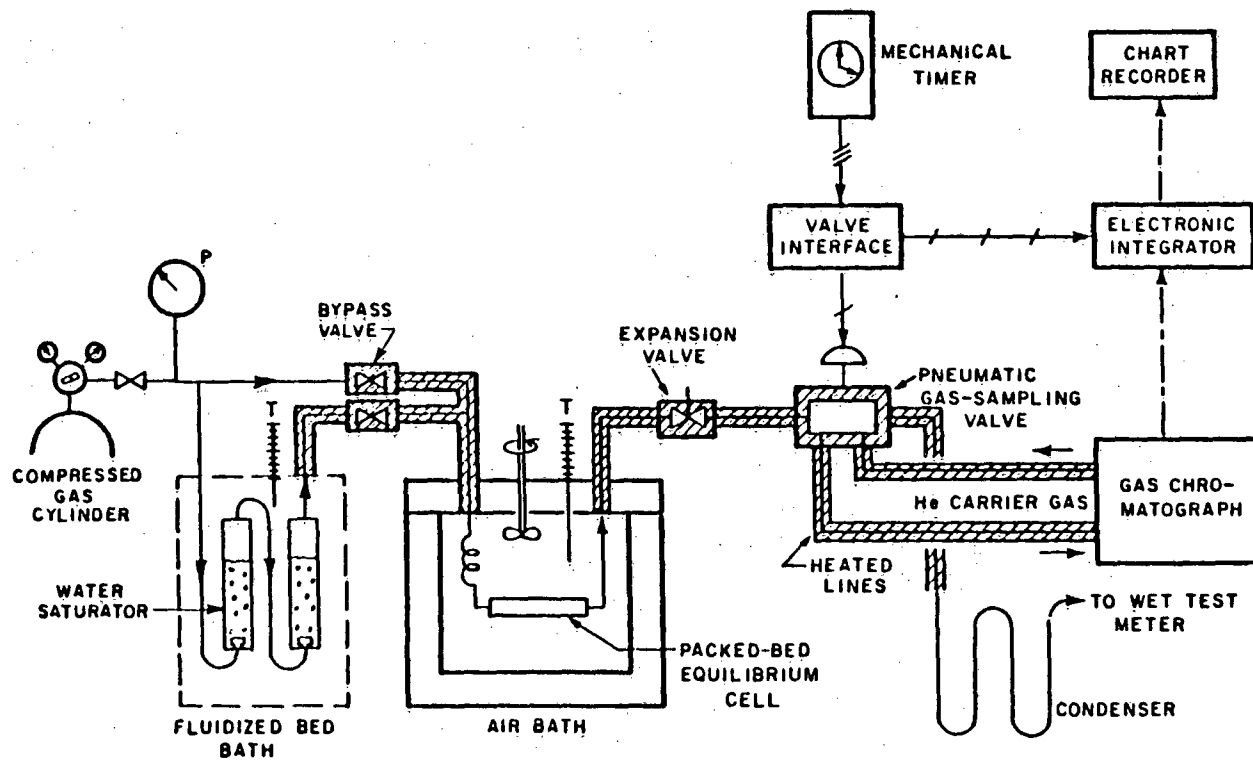 MECHANICAL
TIMER
CHART
RECORDER
VALVE
INTERFACE
ELECTRONIC
INTEGRATOR
P
BYPASS
VALVE
EXPANSION
VALVE
PNEUMATIC
GAS-SAMPLING
VALVE
T
T
COMPRESSED
GAS
CYLINDER
He CARRIER GAS
GAS CHRO-
MATOGRAPH
HEATED
LINES
WATER
SATURATOR
TO WET TEST
METER
PACKED-BED
EQUILIBRIUM
CELL
CONDENSER
FLUIDIZED BED
BATH
AIR BATH